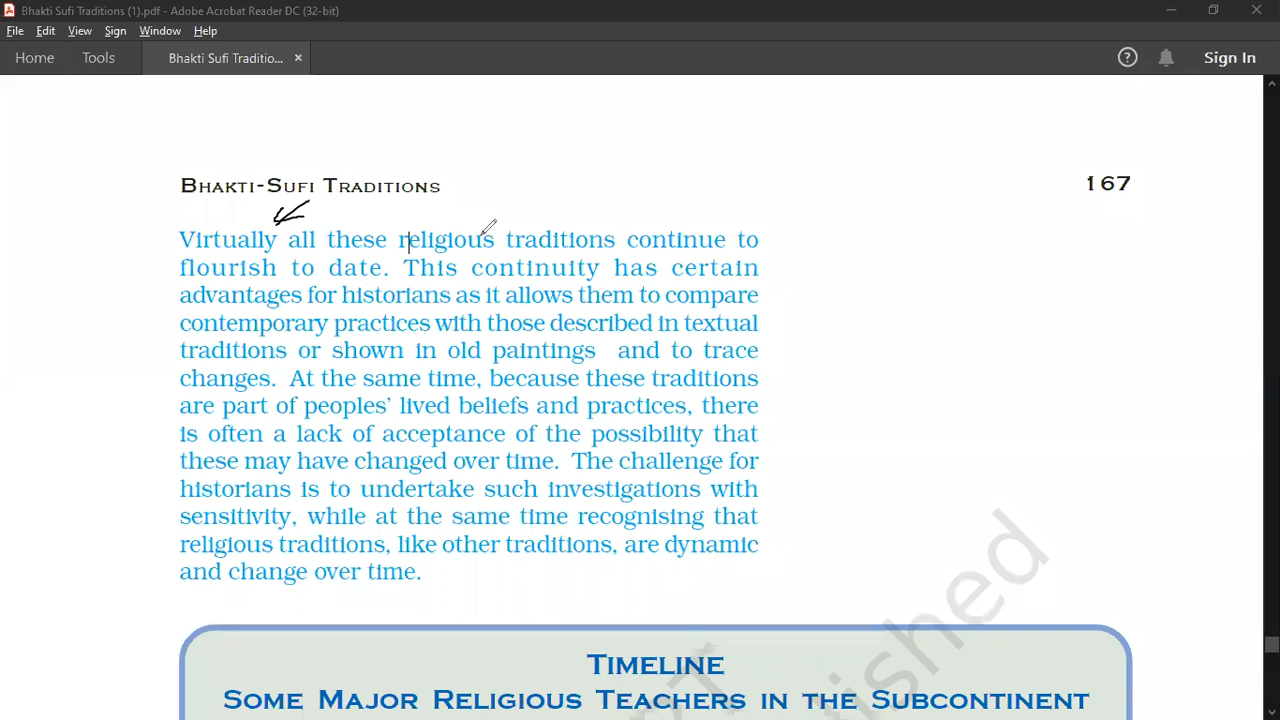 Bhakti Sufi Traditions (1).pdf - Adobe Acrobat Reader DC (32-bit)
File Edit View Sign Window Help
Home Tools Bhakti Sufi Traditio... × ? Sign In
BHAKTI-SUFI TRADITIONS 167
Virtually all these religious traditions continue to
flourish to date. This continuity has certain
advantages for historians as it allows them to compare
contemporary practices with those described in textual
traditions or shown in old paintings and to trace
changes. At the same time, because these traditions
are part of peoples’ lived beliefs and practices, there
is often a lack of acceptance of the possibility that
these may have changed over time. The challenge for
historians is to undertake such investigations with
sensitivity, while at the same time recognising that
religious traditions, like other traditions, are dynamic
and change over time.
TIMELINE
SOME MAJOR RELIGIOUS TEACHERS IN THE SUBCONTINENT